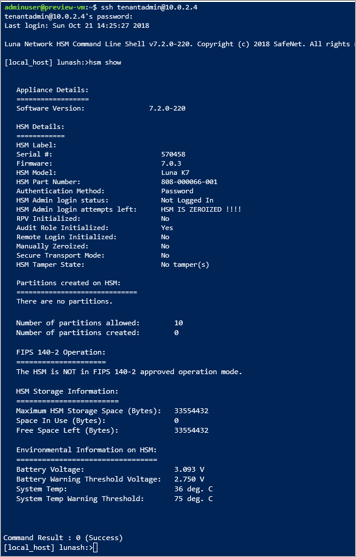 adminuser@preview-vm:~$ ssh tenantadmin@10.0.2.4
tenantadmin@10.0.2.4's password:
Last login: Sun Oct 21 14:25:27 2018
Luna Network HSM Command Line Shell v7.2.0-220. Copyright (c) 2018 SafeNet. All rights
[local_host] lunash:>hsm show
Appliance Details:
==================
Software Version: 7.2.0-220
HSM Details:
============
HSM Label:
Serial #: 570458
Firmware: 7.0.3
HSM Model: Luna K7
HSM Part Number: 808-000066-001
Authentication Method: Password
HSM Admin login status: Not Logged In
HSM Admin login attempts left: HSM IS ZEROIZED !!!!
RPV Initialized: No
Audit Role Initialized: Yes
Remote Login Initialized: No
Manually Zeroized: No
Secure Transport Mode: No
HSM Tamper State: No tamper(s)
Partitions created on HSM:
==============================
There are no partitions.
Number of partitions allowed: 10
Number of partitions created: 0
FIPS 140-2 Operation:
=====================
The HSM is NOT in FIPS 140-2 approved operation mode.
HSM Storage Information:
========================
Maximum HSM Storage Space (Bytes): 33554432
Space In Use (Bytes): 0
Free Space Left (Bytes): 33554432
Environmental Information on HSM:
=================================
Battery Voltage: 3.093 V
Battery Warning Threshold Voltage: 2.750 V
System Temp: 36 deg. C
System Temp Warning Threshold: 75 deg. C
Command Result : 0 (Success)
[local_host] lunash:>